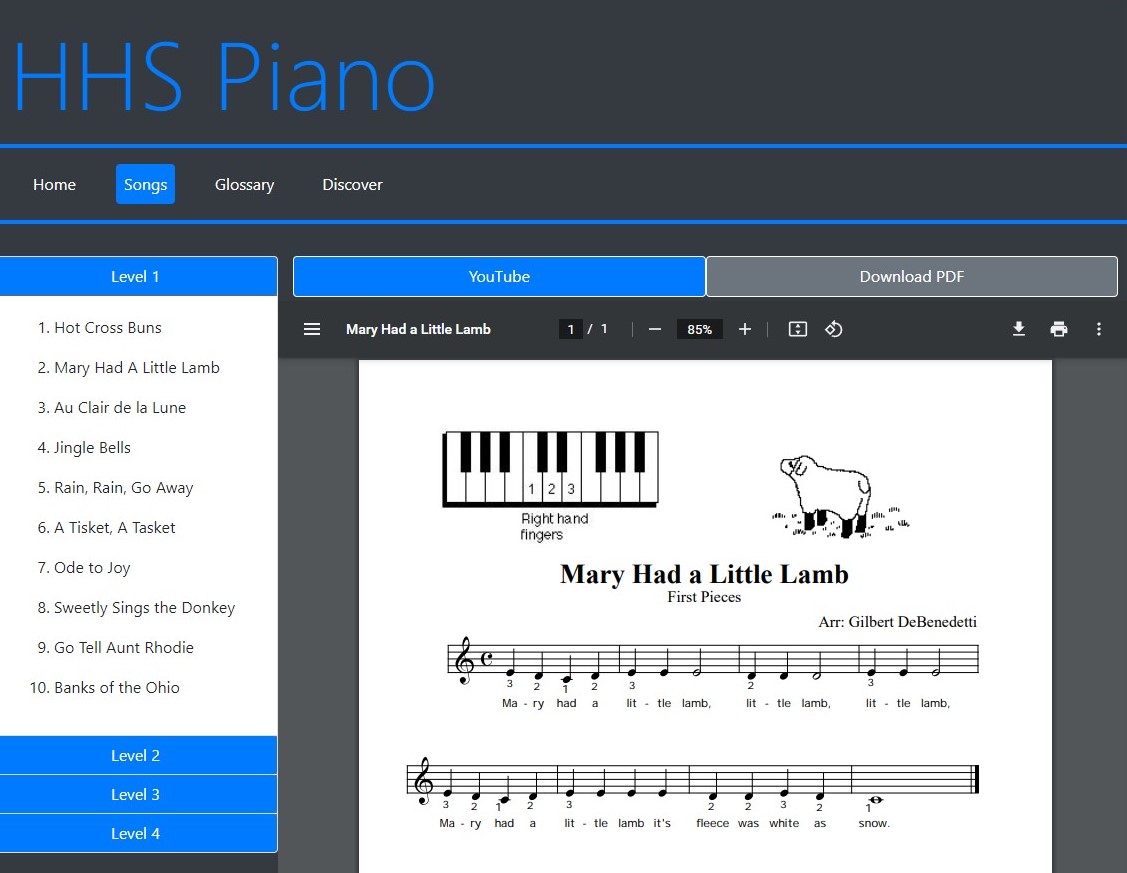 HHS Piano
Home Songs Glossary Discover
Level 1
1. Hot Cross Buns
2. Mary Had A Little Lamb
3. Au Clair de la Lune
4. Jingle Bells
5. Rain, Rain, Go Away
6. A Tisket, A Tasket
7. Ode to Joy
8. Sweetly Sings the Donkey
9. Go Tell Aunt Rhodie
10. Banks of the Ohio
Level 2
Level 3
Level 4
YouTube Download PDF
Mary Had a Little Lamb 1 / 1 85%
1 2 3
Right hand
fingers
Mary Had a Little Lamb
First Pieces
Arr: Gilbert DeBenedetti
3 2 1 2 3 2 3
Ma - ry had a lit - tle lamb, lit - tle lamb, lit - tle lamb,
3 2 1 2 3 2 2 3 2 1
Ma - ry had a lit - tle lamb it's fleece was white as snow.